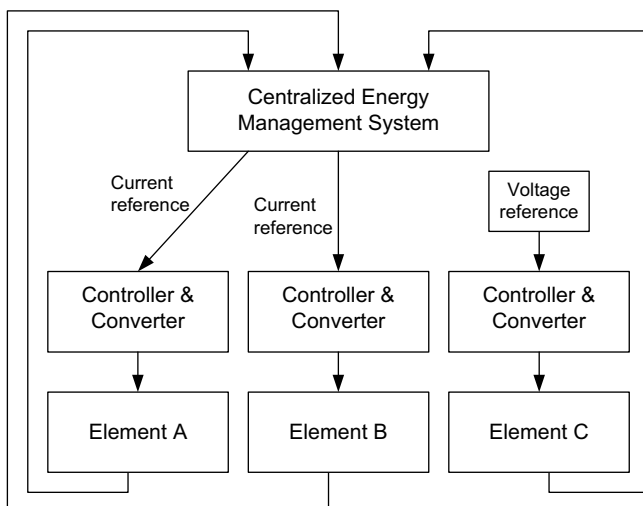 Centralized Energy
Management System
Current
reference
Current
reference
Voltage
reference
Controller &
Converter
Controller &
Converter
Controller &
Converter
Element A
Element B
Element C